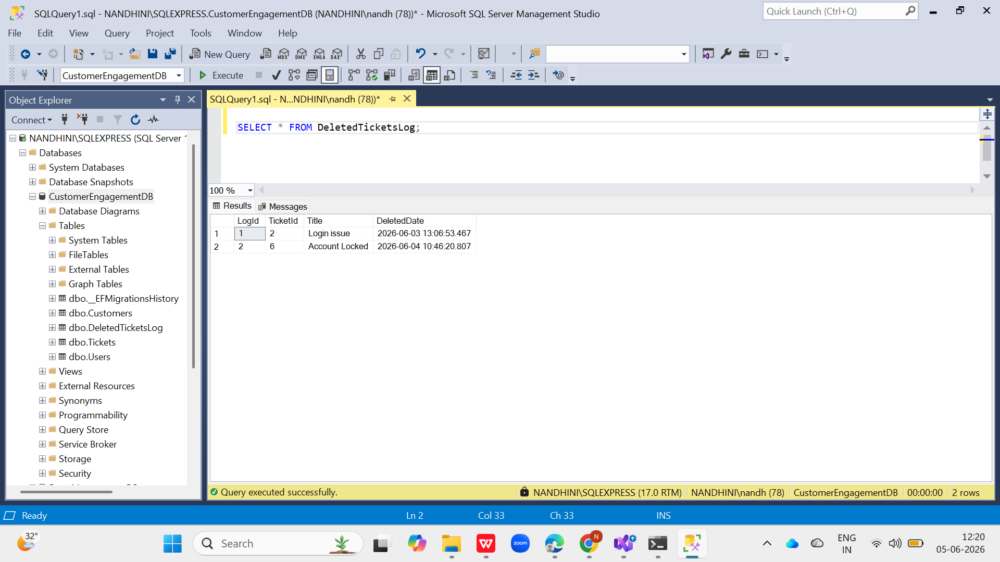 SQLQuery1.sql - NANDHINI\SQLEXPRESS.CustomerEngagementDB (NANDHINI\nandh (78))* - Microsoft SQL Server Management Studio
Quick Launch (Ctrl+Q)
File Edit View Query Project Tools Window Help
New Query MDX DMX XMLA DAX
CustomerEngagementDB Execute
Object Explorer
Connect
NANDHINI\SQLEXPRESS (SQL Server
Databases
System Databases
Database Snapshots
CustomerEngagementDB
Database Diagrams
Tables
System Tables
FileTables
External Tables
Graph Tables
dbo.__EFMigrationsHistory
dbo.Customers
dbo.DeletedTicketsLog
dbo.Tickets
dbo.Users
Views
External Resources
Synonyms
Programmability
Query Store
Service Broker
Storage
Security
SQLQuery1.sql - N...NDHINI\nandh (78))*
SELECT * FROM DeletedTicketsLog;
100 %
Results Messages
LogId TicketId Title DeletedDate
1 1 2 Login issue 2026-06-03 13:06:53.467
2 2 6 Account Locked 2026-06-04 10:46:20.807
Query executed successfully. NANDHINI\SQLEXPRESS (17.0 RTM) NANDHINI\nandh (78) CustomerEngagementDB 00:00:00 2 rows
Ready Ln 2 Col 33 Ch 33 INS
32°
Search
zoom
N
ENG
IN
12:20
05-06-2026